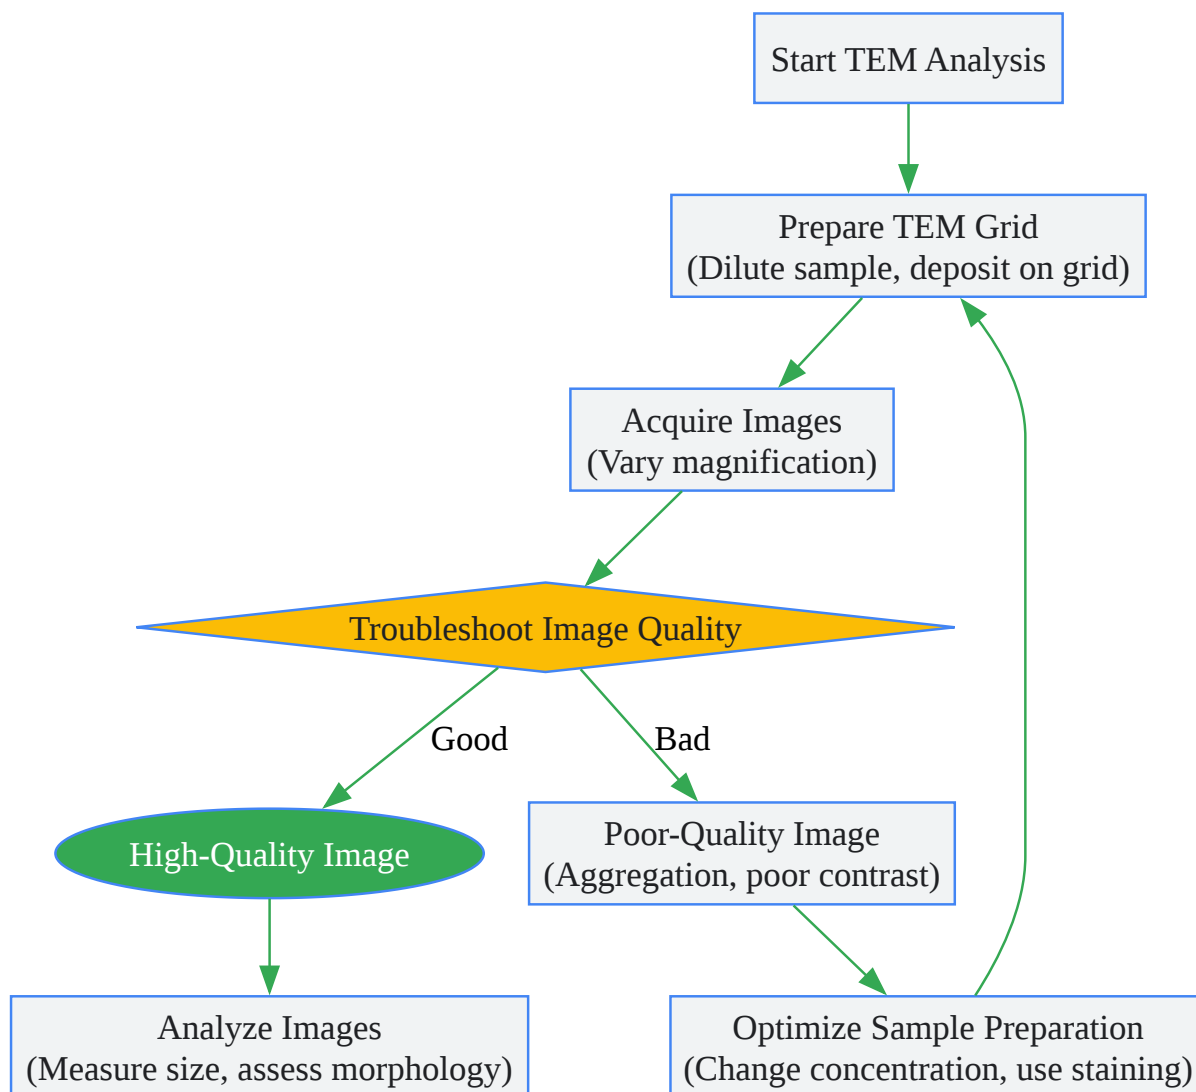 Start TEM Analysis
Prepare TEM Grid
(Dilute sample, deposit on grid)
Acquire Images
(Vary magnification)
Troubleshoot Image Quality
Good
Bad
High-Quality Image
Poor-Quality Image
(Aggregation, poor contrast)
Analyze Images
(Measure size, assess morphology)
Optimize Sample Preparation
(Change concentration, use staining)